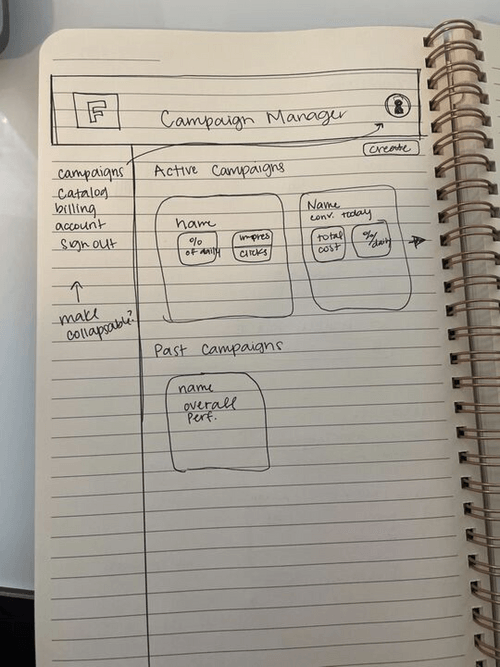 F
Campaign Manager
create
campaigns
catalog
billing
account
sign out
make
collapsable?
Active Campaigns
name
%
of daily
impres
clicks
Name
conv. today
total
cost
%/
daily
Past Campaigns
name
overall
perf.